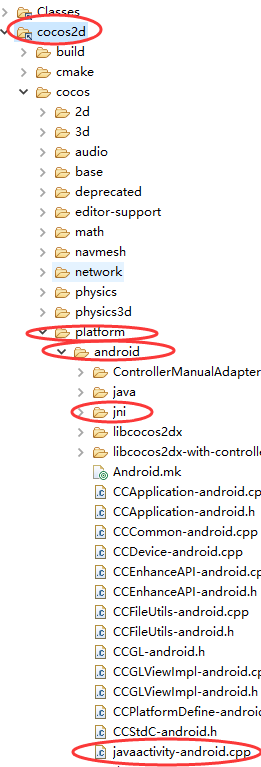 Classes
cocos2d
build
cmake
cocos
2d
3d
audio
base
deprecated
editor-support
math
navmesh
network
physics
physics3d
platform
android
ControllerManualAdapter
java
jni
libcocos2dx
libcocos2dx-with-controlle
Android.mk
CCApplication-android.cp
CCApplication-android.h
CCCommon-android.cpp
CCDevice-android.cpp
CCEnhanceAPI-android.cp
CCEnhanceAPI-android.h
CCFileUtils-android.cpp
CCFileUtils-android.h
CCGL-android.h
CCGLViewImpl-android.cp
CCGLViewImpl-android.h
CCPlatformDefine-android
CCStdC-android.h
javaactivity-android.cpp